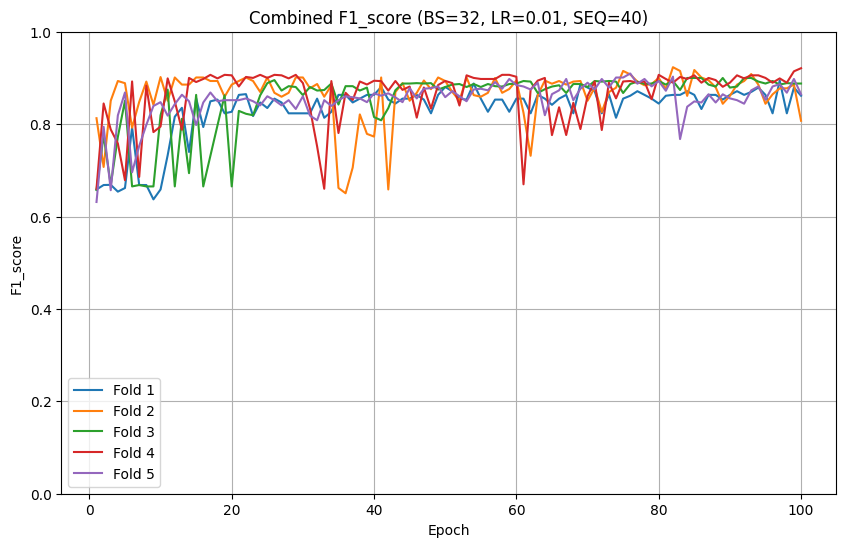 Combined F1_score (BS=32, LR=0.01, SEQ=40)
1.0
0.8
0.6
0.4
0.2
0.0
F1_score
Fold 1
Fold 2
Fold 3
Fold 4
Fold 5
0 20 40 60 80 100
Epoch